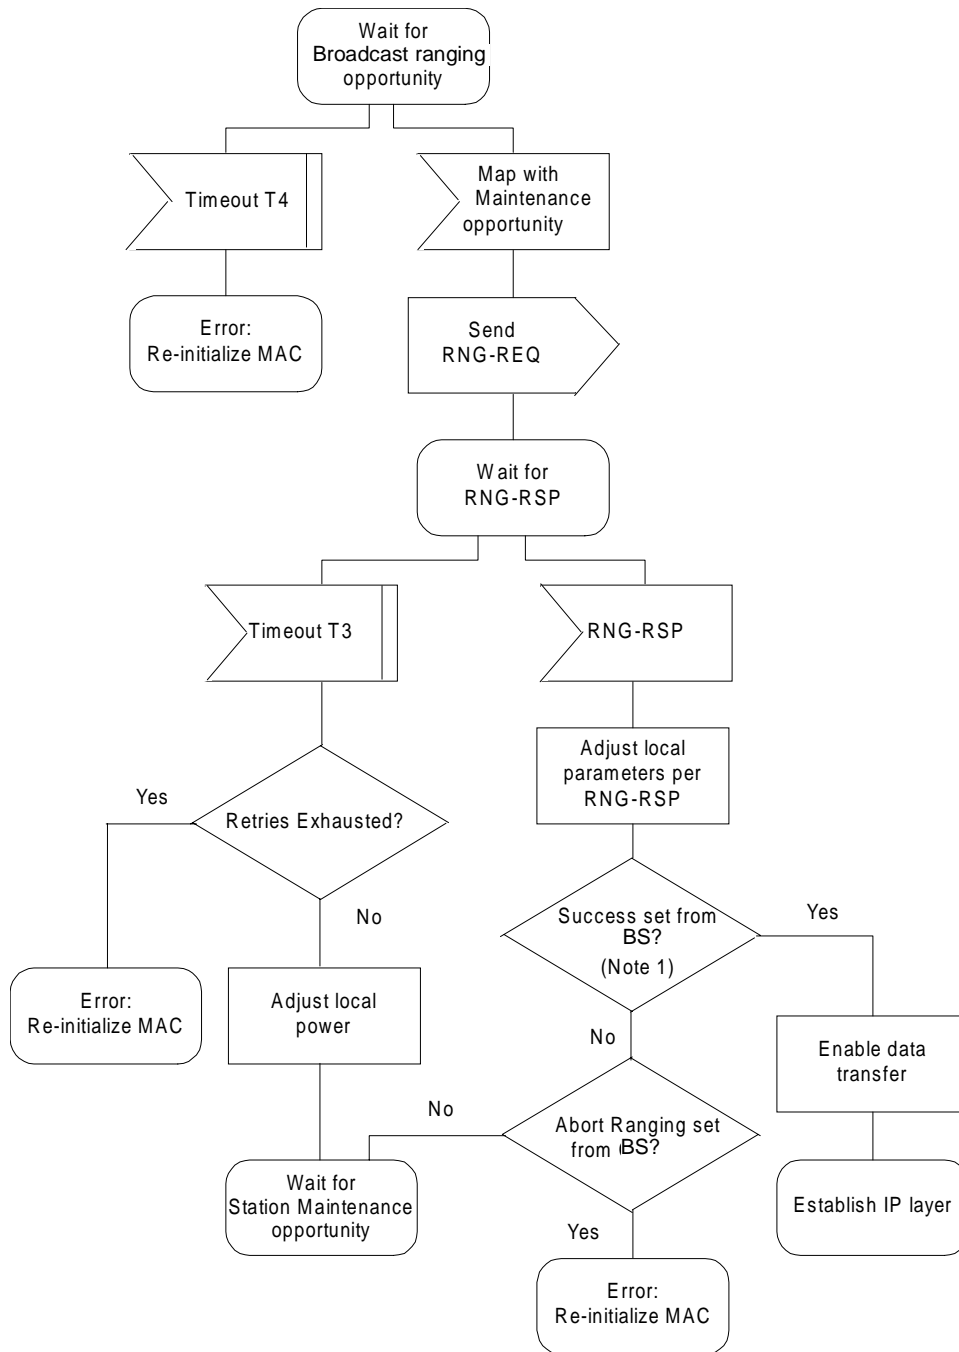 Wait for
Broadcast ranging
opportunity
Timeout T4
Map with
Maintenance
opportunity
Error:
Re-initialize MAC
Send
RNG-REQ
Wait for
RNG-RSP
Timeout T3
RNG-RSP
Adjust local
parameters per
RNG-RSP
Yes
Retries Exhausted?
No
Success set from
BS?
(Note 1)
Yes
Error:
Re-initialize MAC
Adjust local
power
No
Enable data
transfer
No
Abort Ranging set
from BS?
Wait for
Station Maintenance
opportunity
Yes
Establish IP layer
Error:
Re-initialize MAC